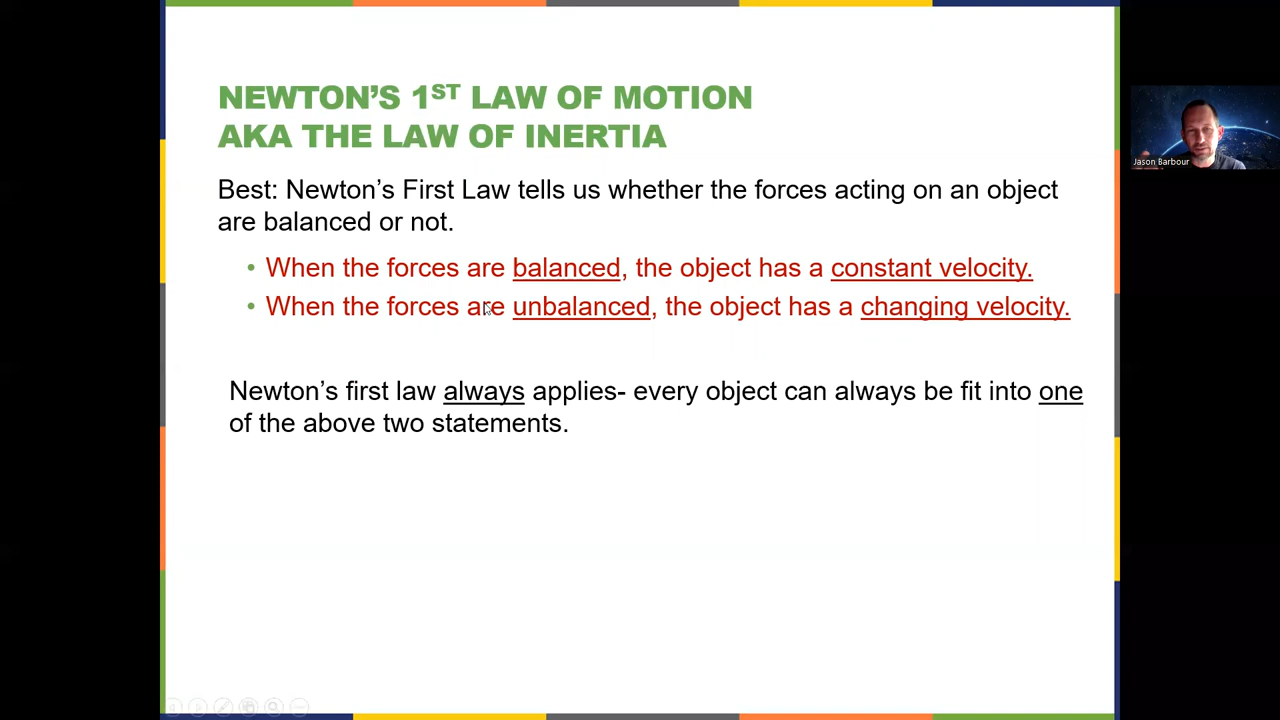 NEWTON'S 1ST LAW OF MOTION
AKA THE LAW OF INERTIA
Best: Newton's First Law tells us whether the forces acting on an object
are balanced or not.
• When the forces are balanced, the object has a constant velocity.
• When the forces are unbalanced, the object has a changing velocity.
Newton's first law always applies- every object can always be fit into one
of the above two statements.
Jason Barbour